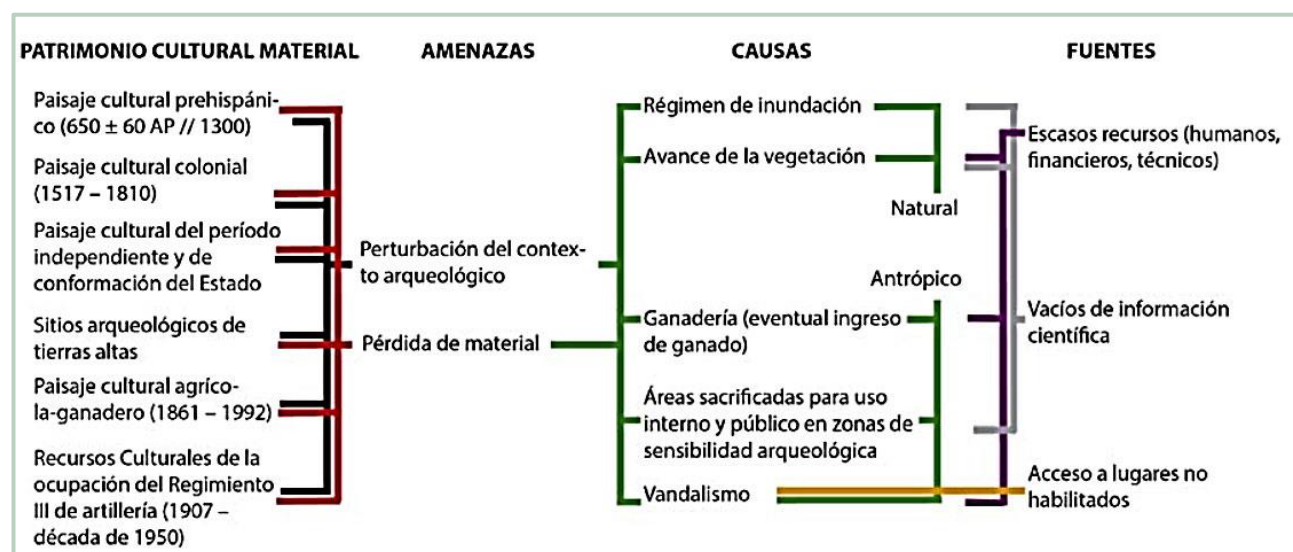 PATRIMONIO CULTURAL MATERIAL
AMENAZAS
CAUSAS
FUENTES
Paisaje cultural prehispáni-
co (650 ± 60 AP // 1300)
Paisaje cultural colonial
(1517 – 1810)
Paisaje cultural del período
independiente y de
conformación del Estado
Sitios arqueológicos de
tierras altas
Paisaje cultural agríco-
la-ganadero (1861 – 1992)
Recursos Culturales de la
ocupación del Regimiento
III de artillería (1907 –
década de 1950)
Perturbación del contex-
to arqueológico
Pérdida de material
Régimen de inundación
Avance de la vegetación
Natural
Antrópico
Ganadería (eventual ingreso
de ganado)
Áreas sacrificadas para uso
interno y público en zonas de
sensibilidad arqueológica
Vandalismo
Escasos recursos (humanos,
financieros, técnicos)
Vacíos de información
científica
Acceso a lugares no
habilitados